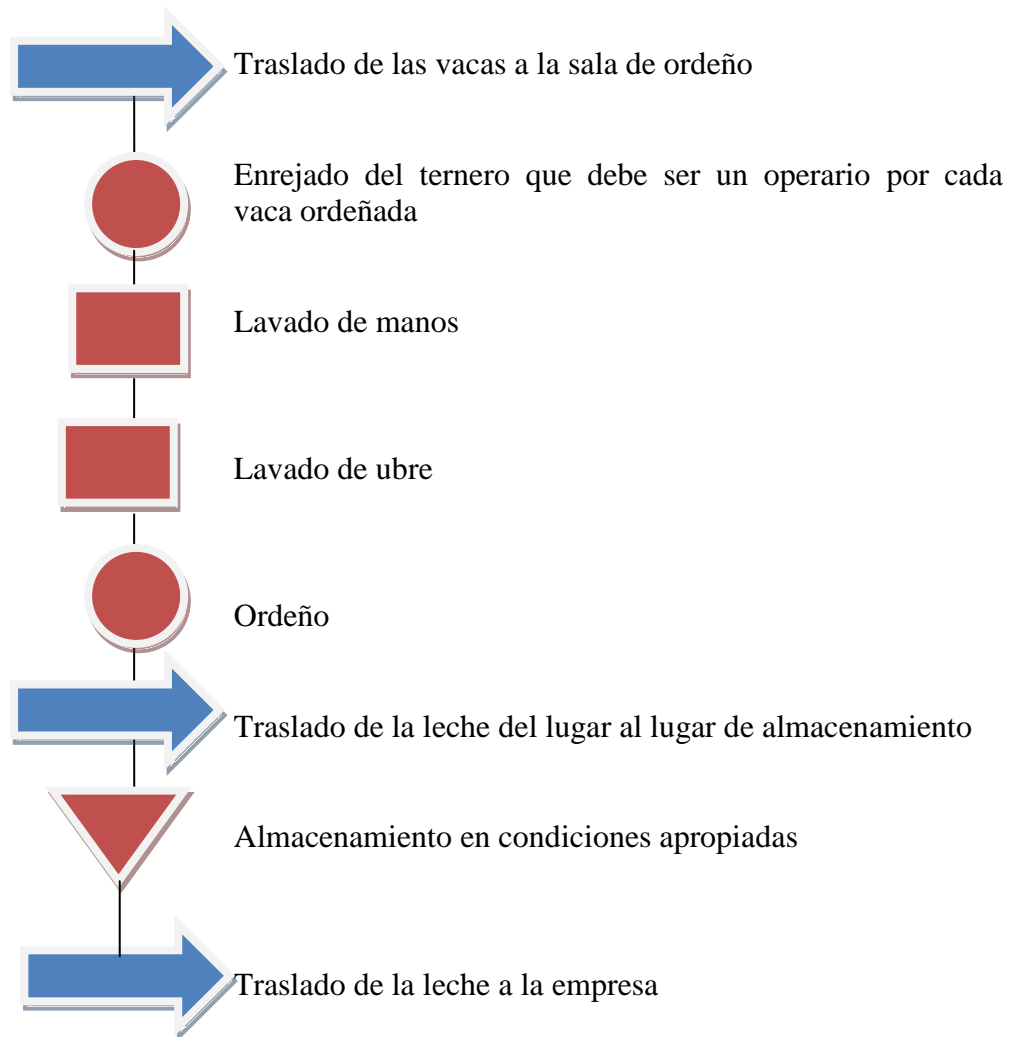 Traslado de las vacas a la sala de ordeño
Enrejado del ternero que debe ser un operario por cada
vaca ordeñada
Lavado de manos
Lavado de ubre
Ordeño
Traslado de la leche del lugar al lugar de almacenamiento
Almacenamiento en condiciones apropiadas
Traslado de la leche a la empresa